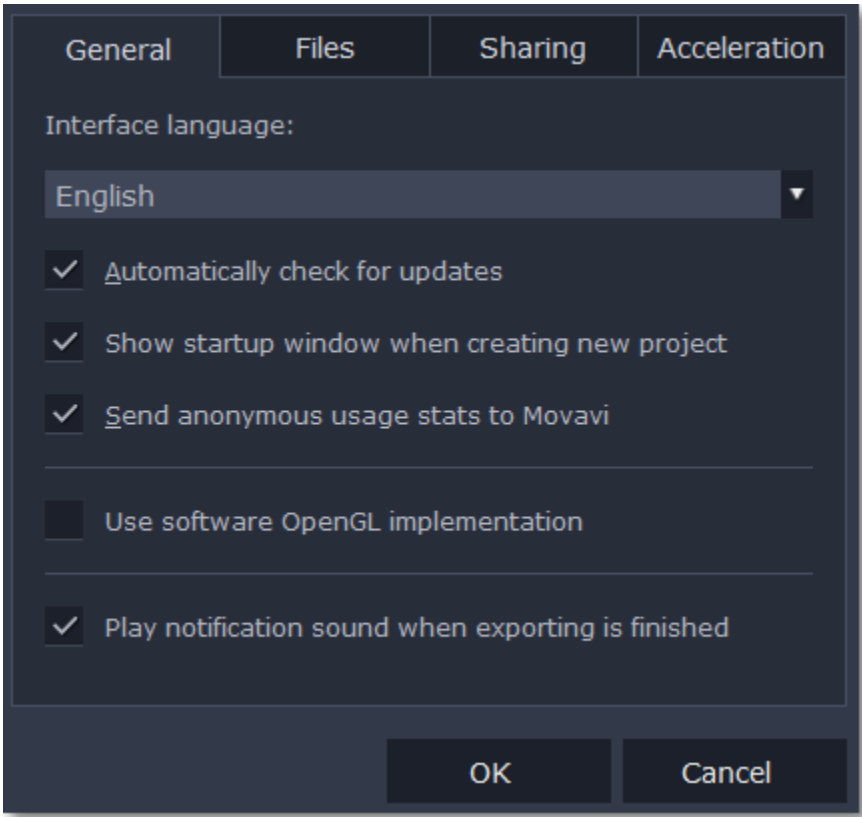 General Files Sharing Acceleration
Interface language:
English
Automatically check for updates
Show startup window when creating new project
Send anonymous usage stats to Movavi
Use software OpenGL implementation
Play notification sound when exporting is finished
OK Cancel